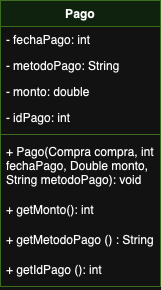 Pago
- fechaPago: int
- metodoPago: String
- monto: double
- idPago: int
+ Pago(Compra compra, int
fechaPago, Double monto,
String metodoPago): void
+ getMonto(): int
+ getMetodoPago () : String
+ getIdPago (): int